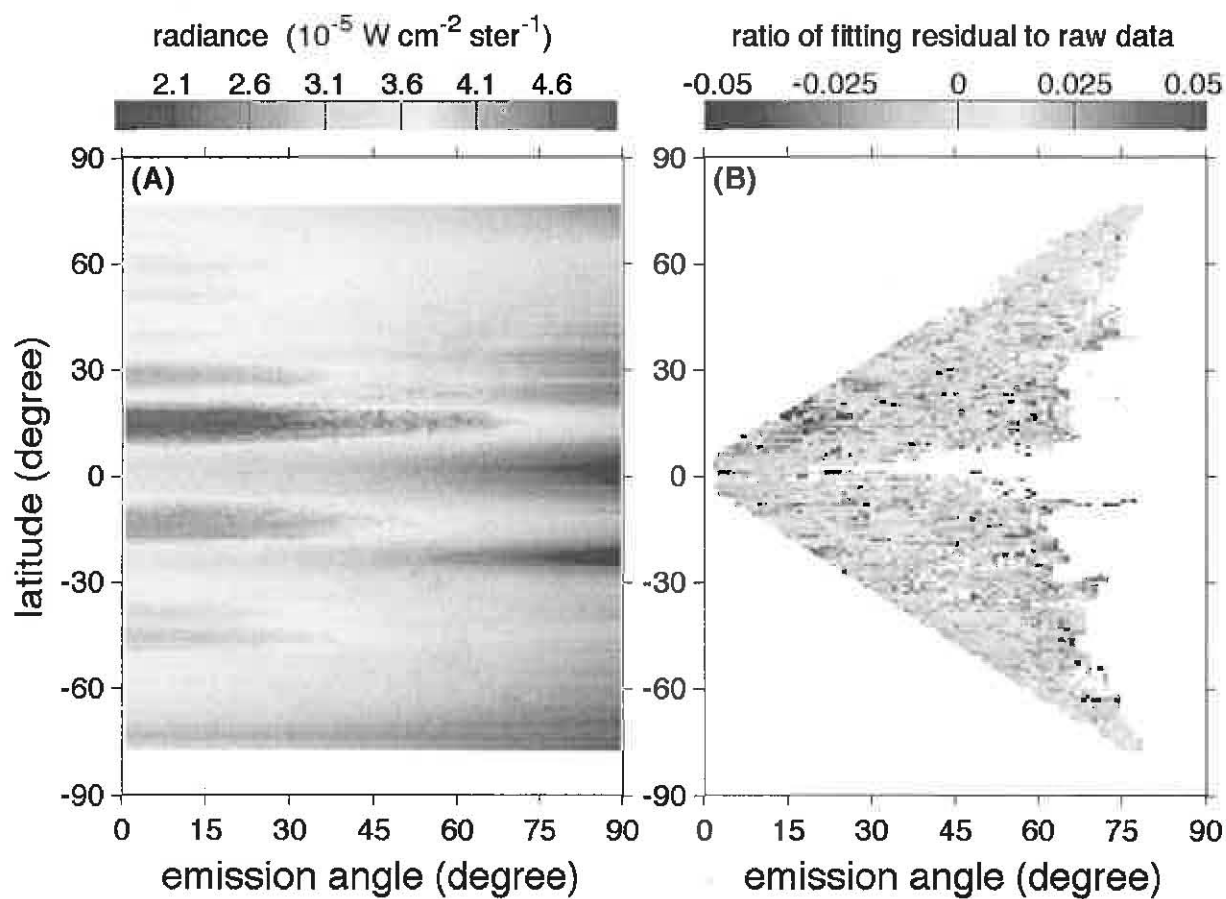 radiance (10⁻⁵ W cm⁻² ster⁻¹)
2.1 2.6 3.1 3.6 4.1 4.6
ratio of fitting residual to raw data
-0.05 -0.025 0 0.025 0.05
(A)
(B)
90
60
30
0
-30
-60
-90
latitude (degree)
90
60
30
0
-30
-60
-90
0 15 30 45 60 75 90
0 15 30 45 60 75 90
emission angle (degree)
emission angle (degree)